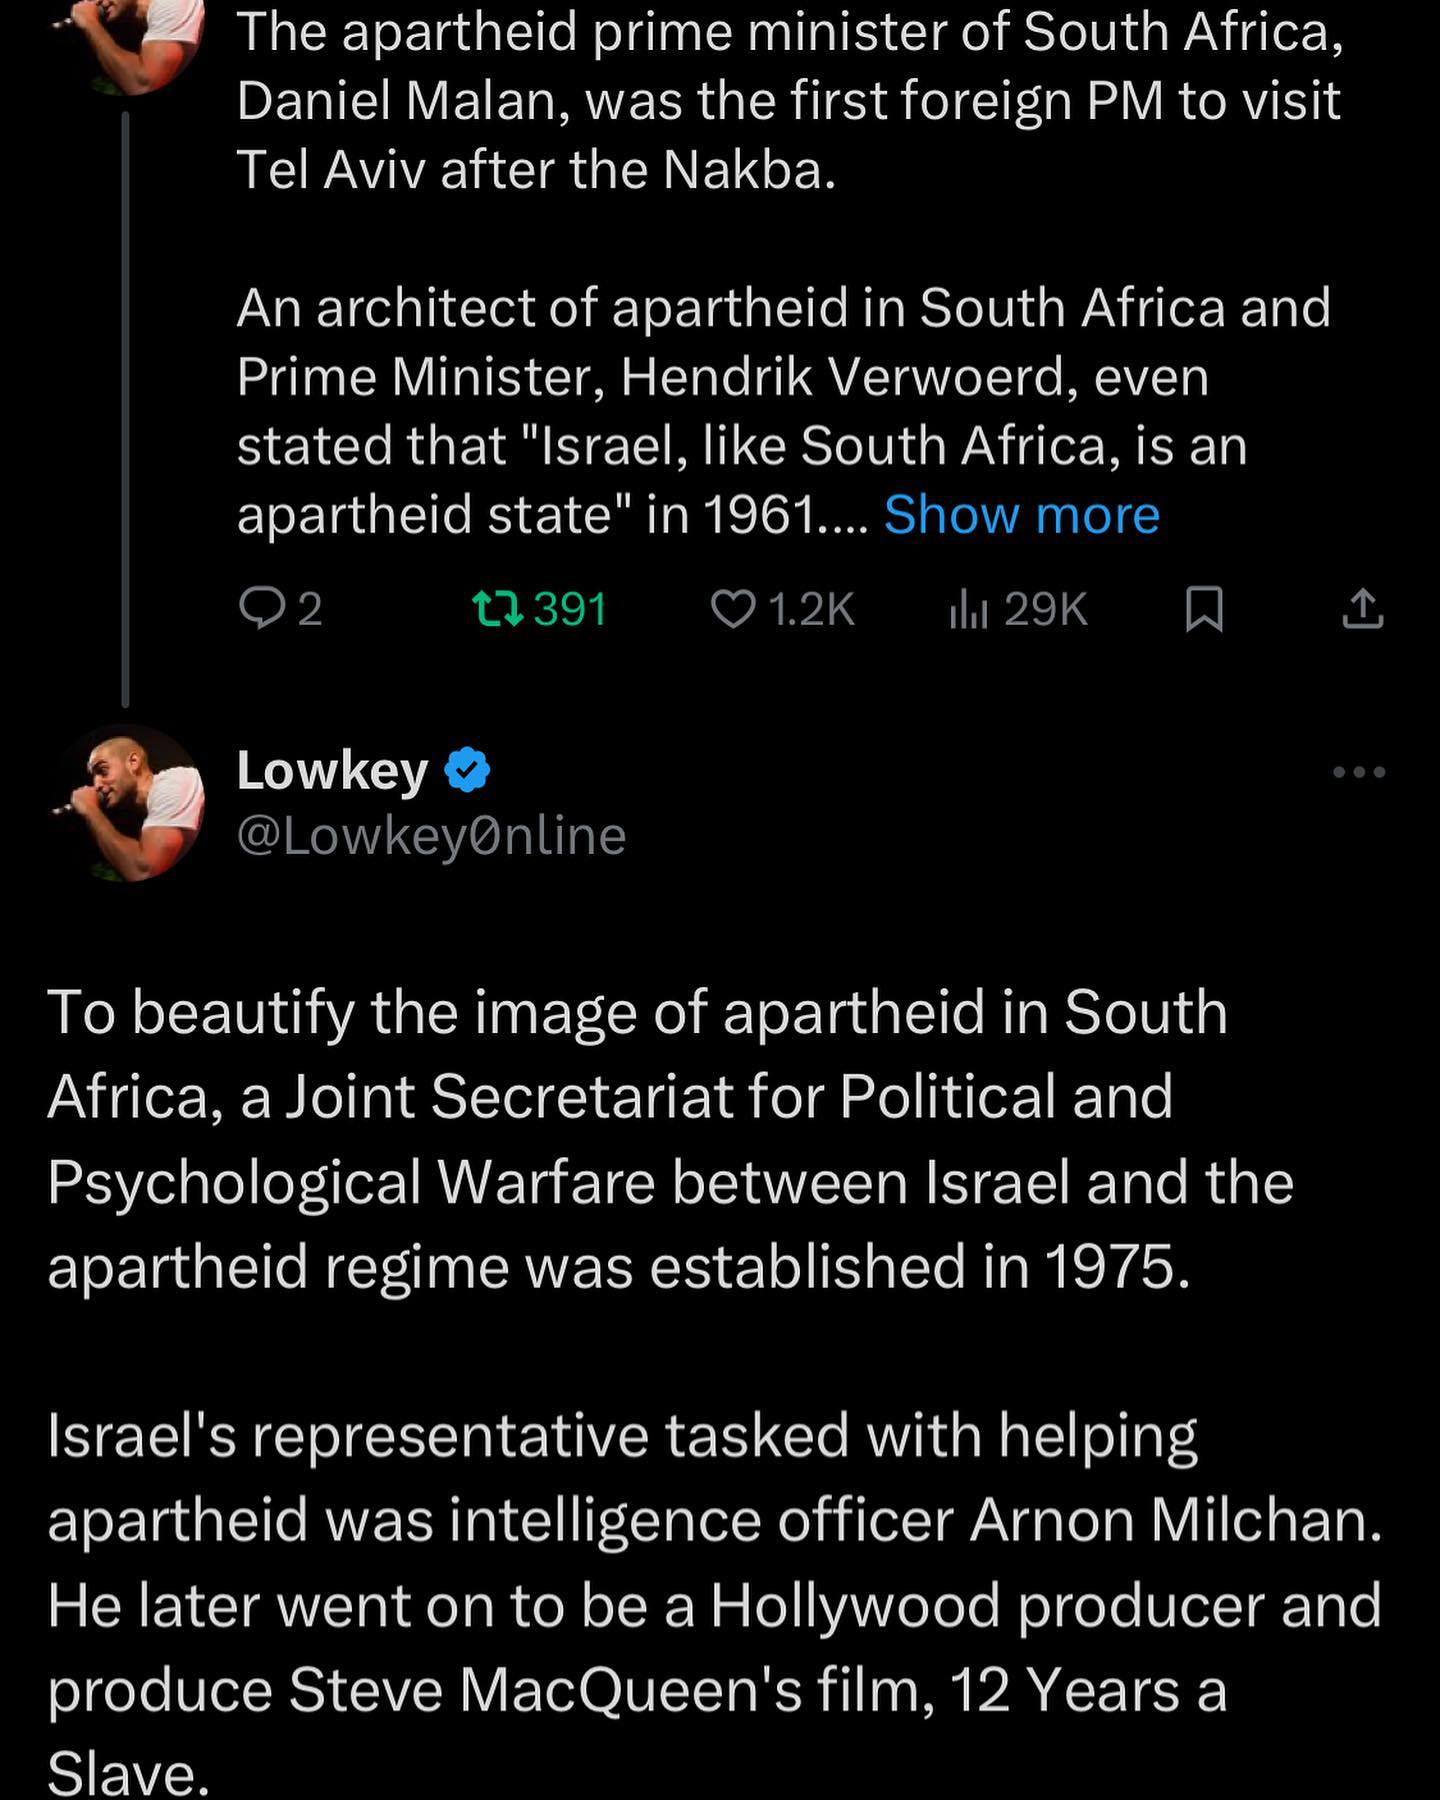 The apartheid prime minister of South Africa,
Daniel Malan, was the first foreign PM to visit
Tel Aviv after the Nakba.
An architect of apartheid in South Africa and
Prime Minister, Hendrik Verwoerd, even
stated that "Israel, like South Africa, is an
apartheid state" in 1961.... Show more
2 391 1.2K 29K
Lowkey
@Lowkey0nline
To beautify the image of apartheid in South
Africa, a Joint Secretariat for Political and
Psychological Warfare between Israel and the
apartheid regime was established in 1975.
Israel's representative tasked with helping
apartheid was intelligence officer Arnon Milchan.
He later went on to be a Hollywood producer and
produce Steve MacQueen's film, 12 Years a
Slave.